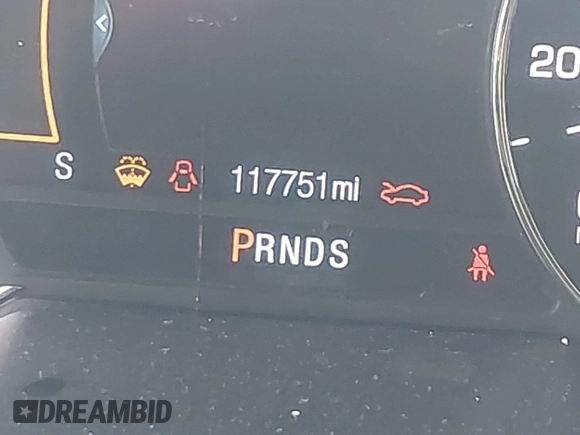 20
S 117751mi
PRNDS
DREAMBID